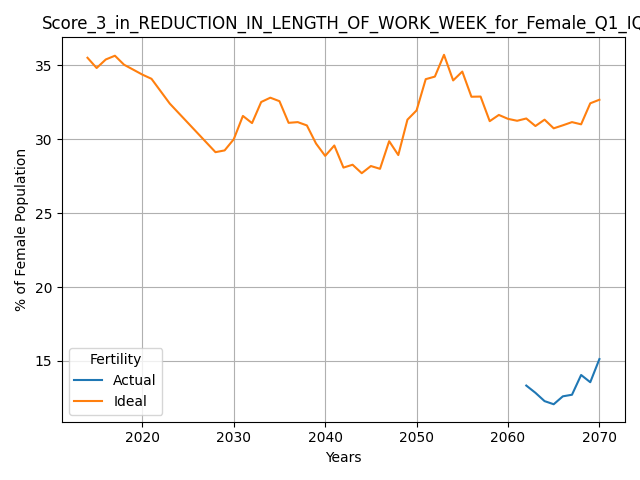 Score_3_in_REDUCTION_IN_LENGTH_OF_WORK_WEEK_for_Female_Q1_IQ
35
30
25
20
15
% of Female Population
Fertility
Actual
Ideal
2020 2030 2040 2050 2060 2070
Years